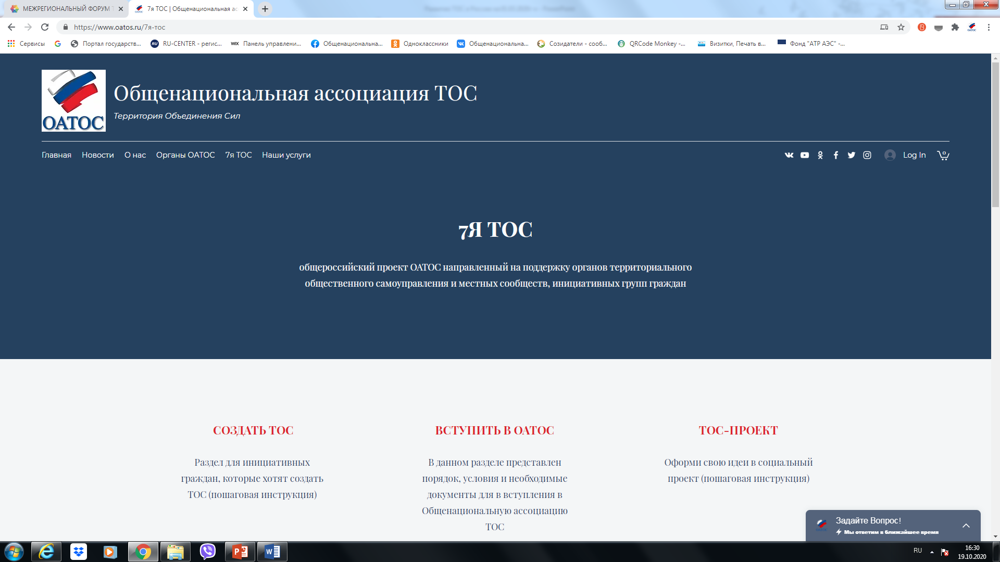 МЕЖРЕГИОНАЛЬНЫЙ ФОРУМ
7я ТОС | Общенациональная ас
https://www.oatos.ru/7я-тос
Сервисы
Портал государств...
RU-CENTER - регис...
Панель управлени...
Общенациональна...
Одноклассники
Общенациональна...
Созидатели - сооб...
QRCode Monkey -...
Визитки, Печать в...
Фонд "АТР АЭС" -...
ОАТОС
Общенациональная ассоциация ТОС
Территория Объединения Сил
Главная Новости О нас Органы ОАТОС 7я ТОС Наши услуги
Log In
0
7Я ТОС
общероссийский проект ОАТОС направленный на поддержку органов территориального
общественного самоуправления и местных сообществ, инициативных групп граждан
СОЗДАТЬ ТОС
Раздел для инициативных
граждан, которые хотят создать
ТОС (пошаговая инструкция)
ВСТУПИТЬ В ОАТОС
В данном разделе представлен
порядок, условия и необходимые
документы для в вступления в
Общенациональную ассоциацию
ТОС
ТОС-ПРОЕКТ
Оформи свою идеи в социальный
проект (пошаговая инструкция)
Задайте Вопрос!
Мы ответим в ближайшее время
RU
16:30
19.10.2020